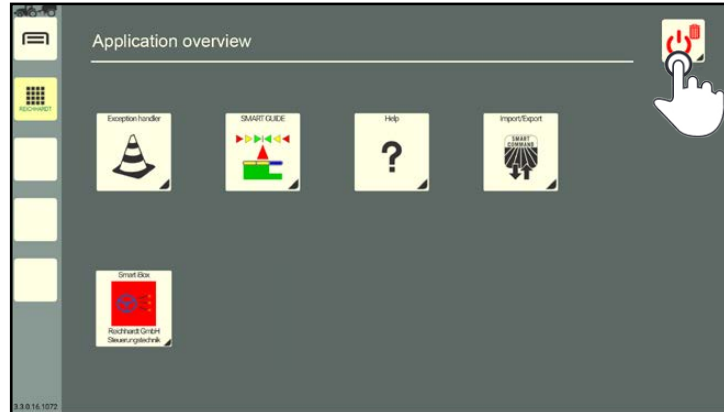 Application overview
REICHHARDT
Exception handler
SMART GUIDE
Help
?
Import/Export
SMART
COMMAND
Smart iBox
Reichhardt GmbH
Steuerungstechnik
3.3.0.16.1072